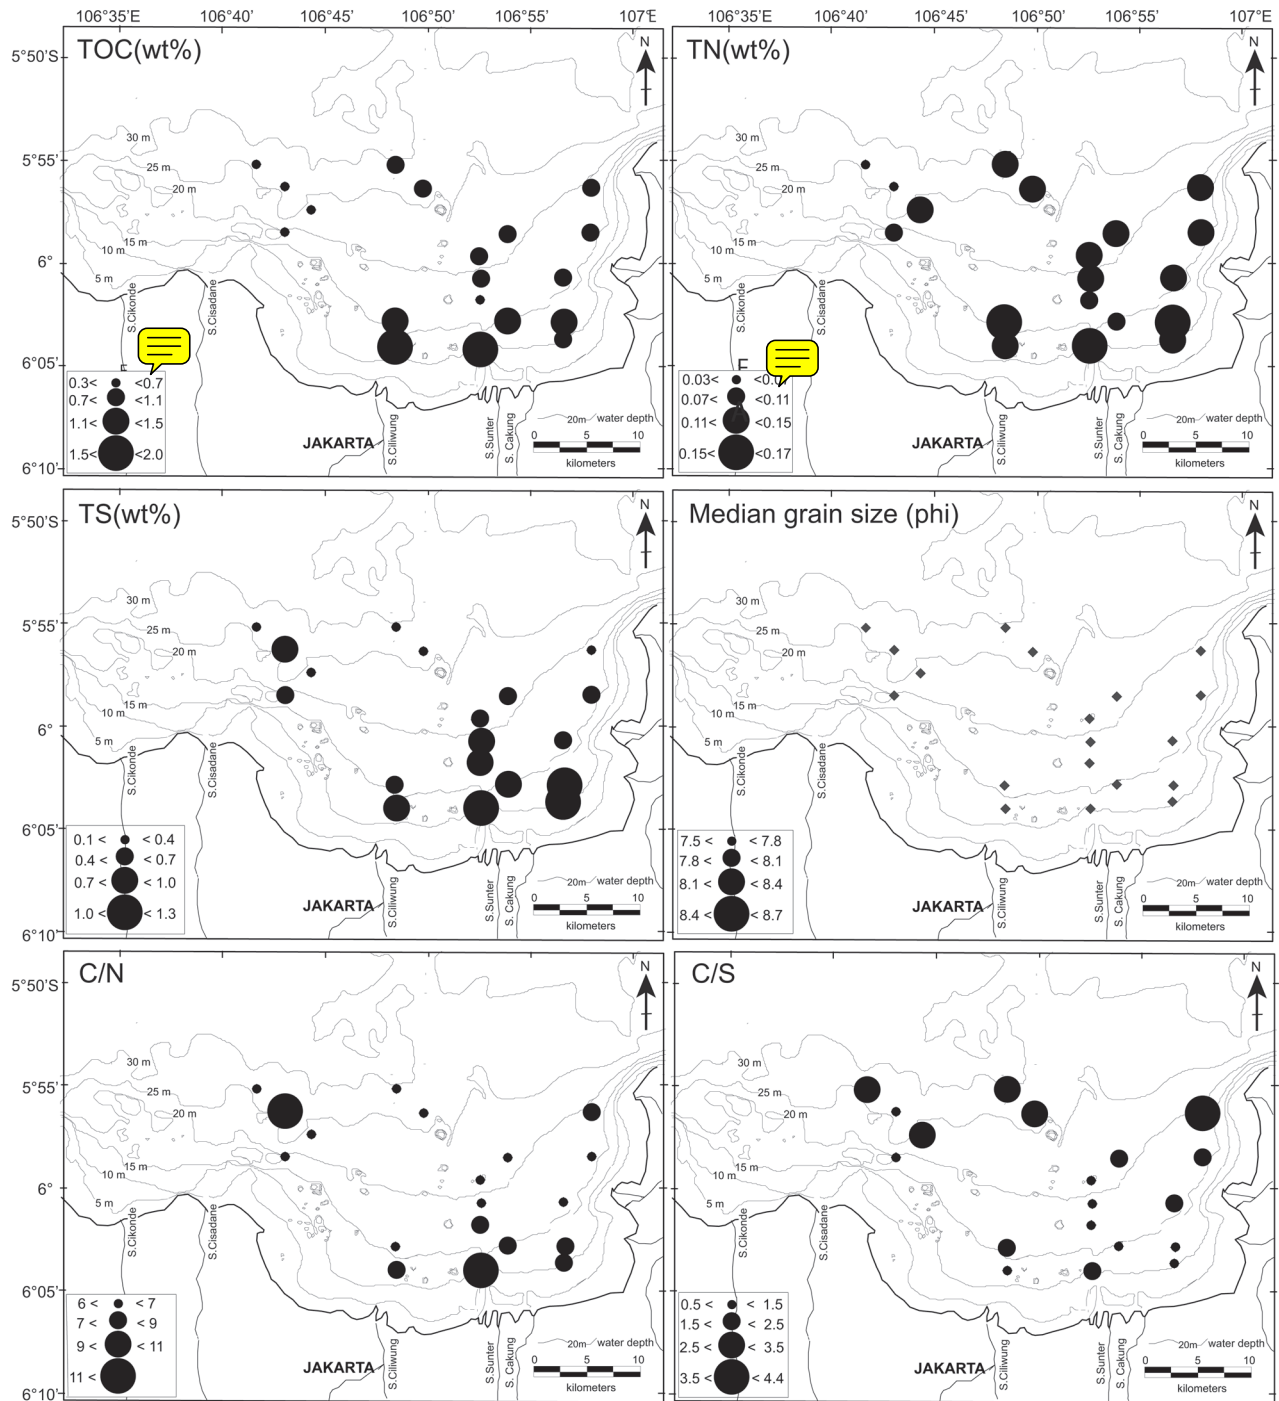 106°35'E 106°40' 106°45' 106°50' 106°55' 107°E 106°35'E 106°40' 106°45' 106°50' 106°55' 107°E
TOC(wt%)
N
5°50'S
5°55'
6°
6°05'
6°10'
30 m
25 m
20 m
15 m
10 m
5 m
S.Cikonde
S.Cisadane
0.3< <0.7
0.7< <1.1
1.1< <1.5
1.5< <2.0
JAKARTA
S.Ciliwung
S.Sunter
S. Cakung
20m water depth
0 5 10
kilometers
TN(wt%)
N
30 m
25 m
20 m
15 m
10 m
5 m
S.Cikonde
S.Cisadane
F
0.03<
0.07< <0.11
0.11< <0.15
0.15< <0.17
JAKARTA
S.Ciliwung
S.Sunter
S. Cakung
20m water depth
0 5 10
kilometers
TS(wt%)
N
5°50'S
5°55'
6°
6°05'
6°10'
30 m
25 m
20 m
15 m
10 m
5 m
S.Cikonde
S.Cisadane
0.1 < < 0.4
0.4 < < 0.7
0.7 < < 1.0
1.0 < < 1.3
JAKARTA
S.Ciliwung
S.Sunter
S. Cakung
20m water depth
0 5 10
kilometers
Median grain size (phi)
N
30 m
25 m
20 m
15 m
10 m
5 m
S.Cikonde
S.Cisadane
7.5 < < 7.8
7.8 < < 8.1
8.1 < < 8.4
8.4 < < 8.7
JAKARTA
S.Ciliwung
S.Sunter
S. Cakung
20m water depth
0 5 10
kilometers
C/N
N
5°50'S
5°55'
6°
6°05'
6°10'
30 m
25 m
20 m
15 m
10 m
5 m
S.Cikonde
S.Cisadane
6 < < 7
7 < < 9
9 < < 11
11 <
JAKARTA
S.Ciliwung
S.Sunter
S. Cakung
20m water depth
0 5 10
kilometers
C/S
N
30 m
25 m
20 m
15 m
10 m
5 m
S.Cikonde
S.Cisadane
0.5 < < 1.5
1.5 < < 2.5
2.5 < < 3.5
3.5 < < 4.4
JAKARTA
S.Ciliwung
S.Sunter
S. Cakung
20m water depth
0 5 10
kilometers